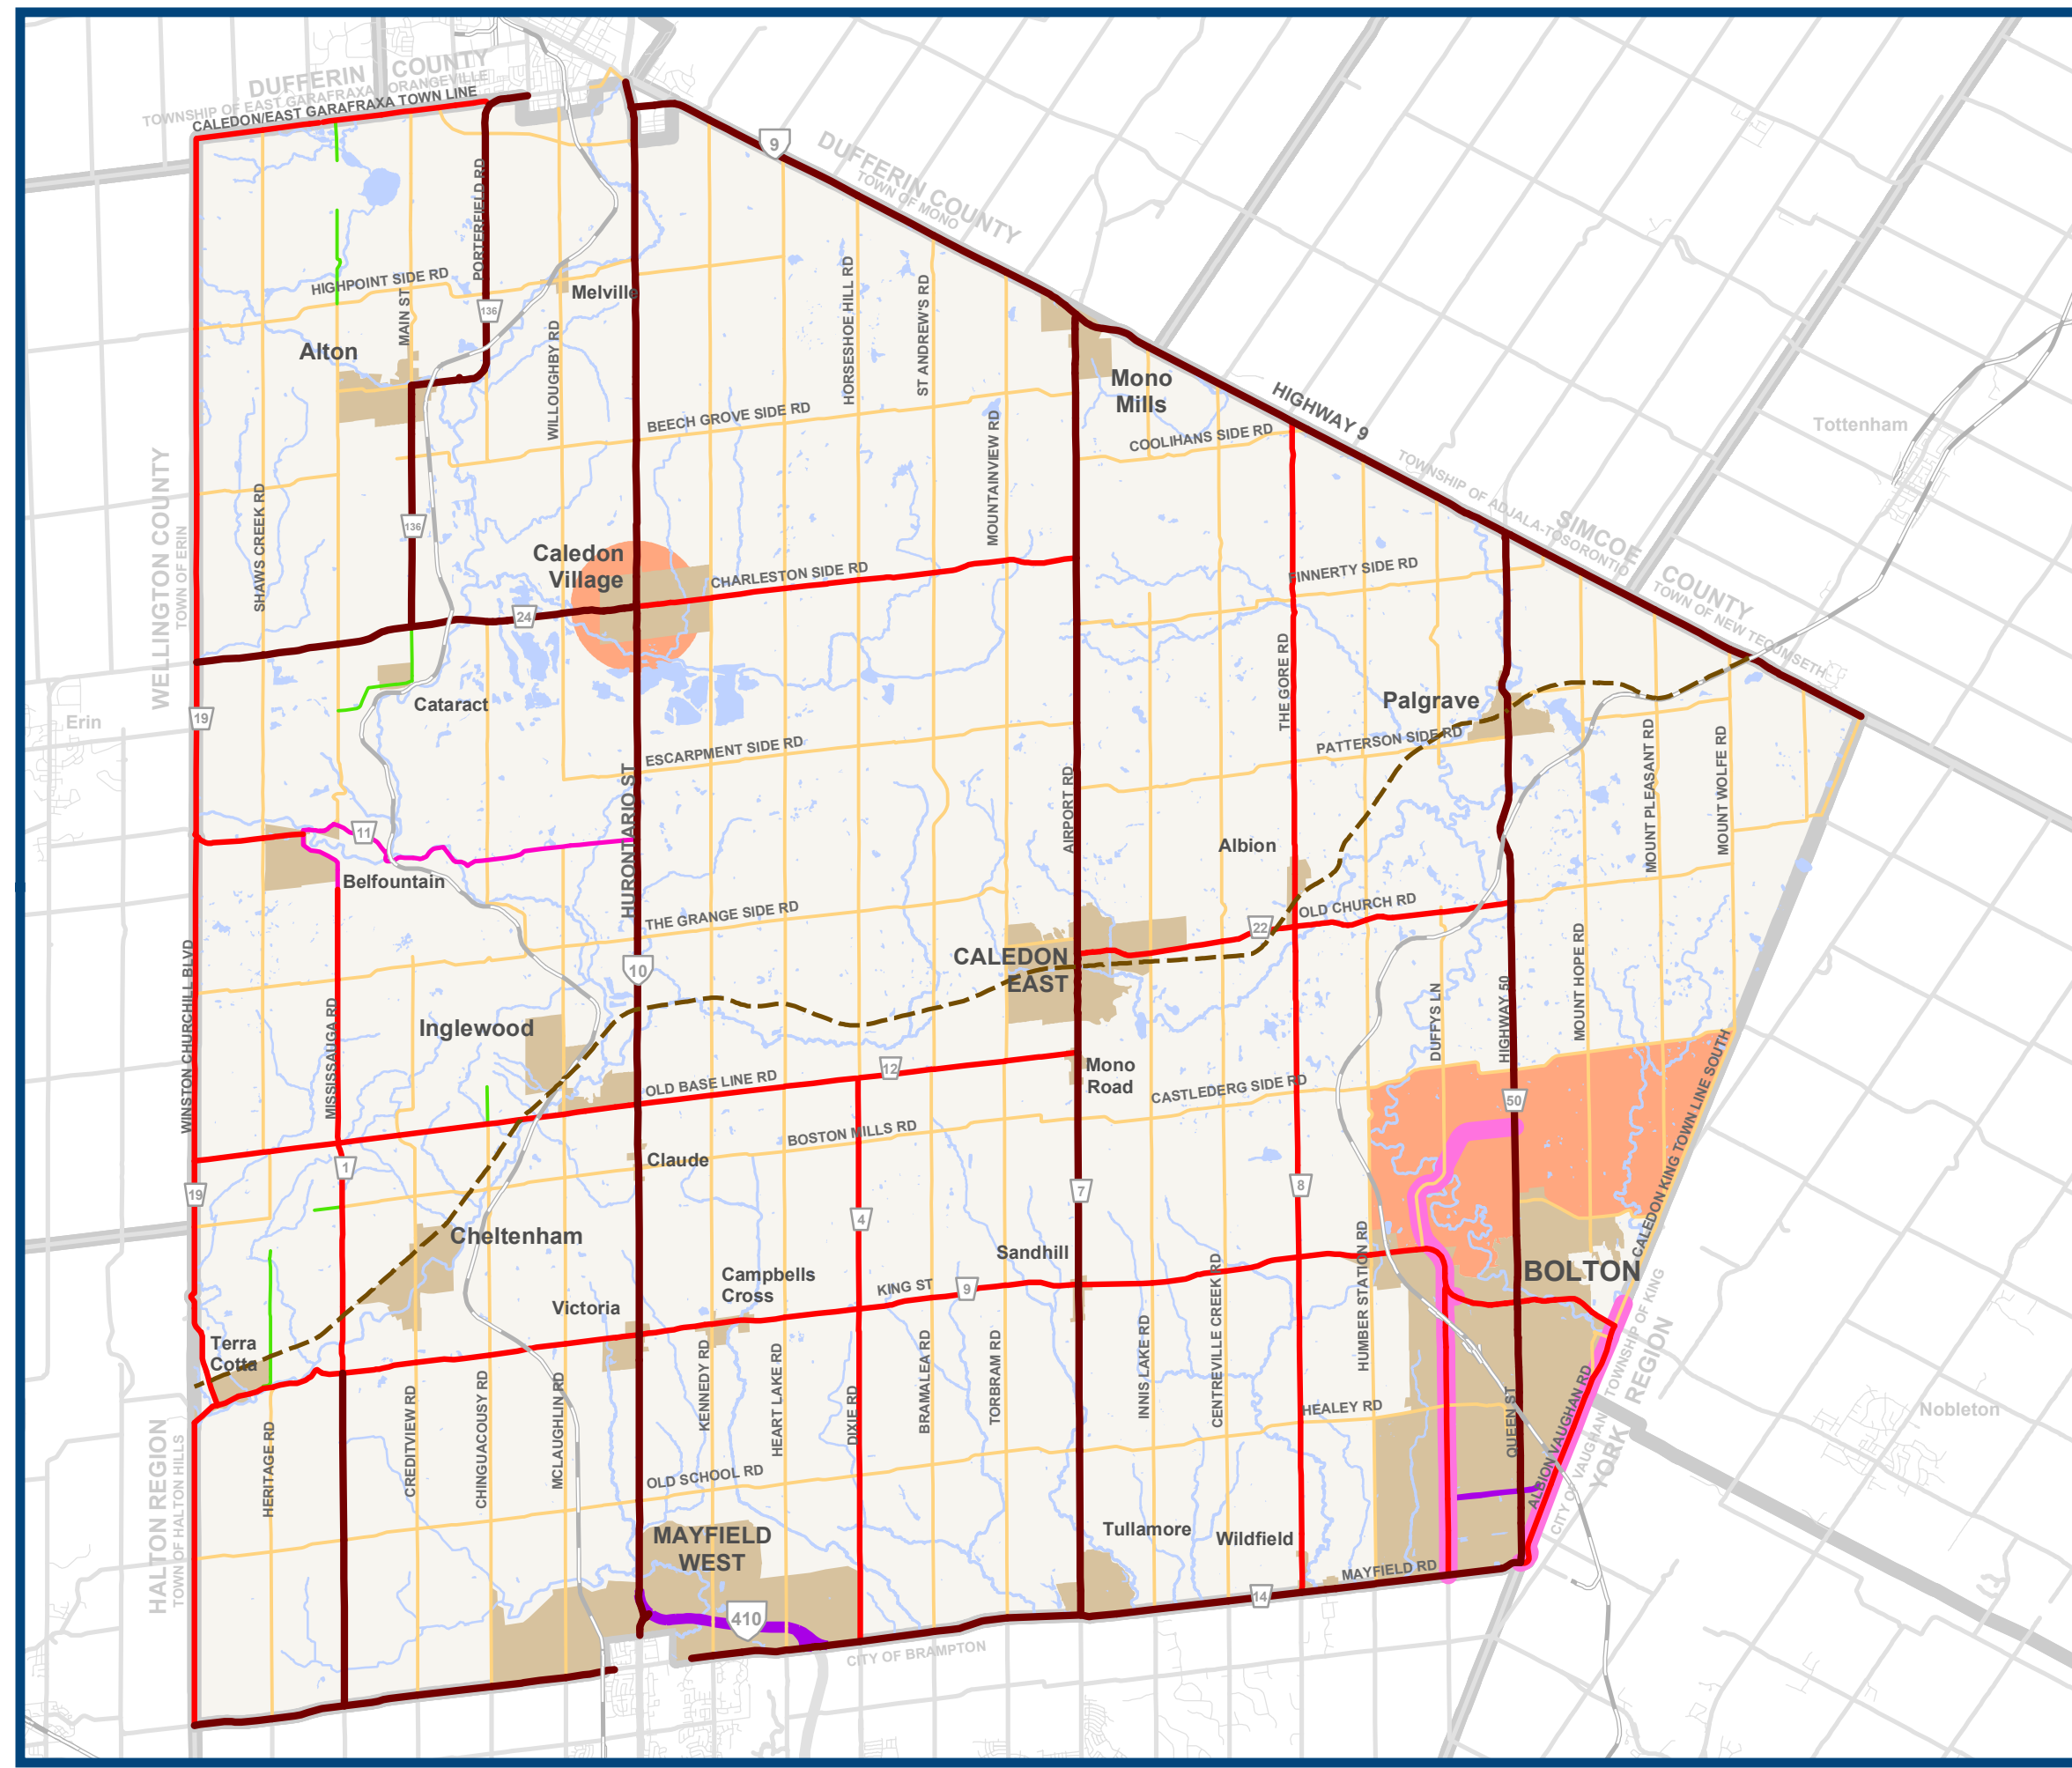 DUFFERIN COUNTY
TOWNSHIP OF EAST GARAFRAXA
ORANGEVILLE
CALEDON/EAST GARAFRAXA TOWN LINE
9
DUFFERIN COUNTY
TOWN OF MONO
PORTERFIELD RD
HIGHPOINT SIDE RD
MAIN ST
136
Melville
WILLOUGHBY RD
HORSESHOE HILL RD
ST ANDREW'S RD
Alton
Mono
Mills
HIGHWAY 9
BEECH GROVE SIDE RD
MOUNTAINVIEW RD
COOLIHANS SIDE RD
Tottenham
TOWNSHIP OF ADJALA-TOSORONTIO
SIMCOE
COUNTY
TOWN OF NEW TECUMSETH
WELLINGTON COUNTY
TOWN OF ERIN
SHAWS CREEK RD
136
Caledon
Village
CHARLESTON SIDE RD
FINNERTY SIDE RD
24
THE GORE RD
Erin
19
Cataract
Palgrave
PATTERSON SIDE RD
ESCARPMENT SIDE RD
MOUNT PLEASANT RD
MOUNT WOLFE RD
HURONTARIO ST
AIRPORT RD
11
Albion
Belfountain
THE GRANGE SIDE RD
OLD CHURCH RD
22
CALEDON
EAST
10
WINSTON CHURCHILL BLVD
MISSISSAUGA RD
Inglewood
DUFFYS LN
HIGHWAY 50
MOUNT HOPE RD
OLD BASE LINE RD
12
Mono
Road
CASTLEDERG SIDE RD
50
BOSTON MILLS RD
Claude
1
19
7
8
4
CALEDON KING TOWN LINE SOUTH
Cheltenham
Sandhill
HUMBER STATION RD
BOLTON
Campbells
Cross
KING ST
9
Victoria
Terra
Cotta
HERITAGE RD
CREDITVIEW RD
CHINGUACOUSY RD
MCLAUGHLIN RD
KENNEDY RD
HEART LAKE RD
DIXIE RD
BRAMALEA RD
TORBRAM RD
INNIS LAKE RD
CENTREVILLE CREEK RD
HEALEY RD
QUEEN ST
ALBION VAUGHAN RD
TOWNSHIP OF KING
CITY OF VAUGHAN
YORK REGION
Nobleton
OLD SCHOOL RD
HALTON REGION
TOWN OF HALTON HILLS
MAYFIELD
WEST
Tullamore
Wildfield
MAYFIELD RD
14
410
CITY OF BRAMPTON